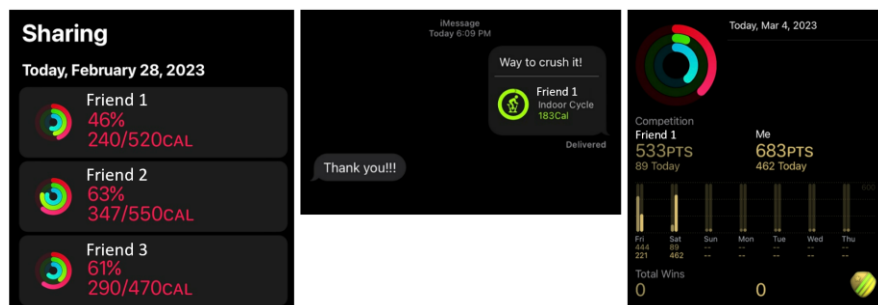 Sharing
Today, February 28, 2023
Friend 1
46%
240/520CAL
Friend 2
63%
347/550CAL
Friend 3
61%
290/470CAL
iMessage
Today 6:09 PM
Way to crush it!
Friend 1
Indoor Cycle
183Cal
Delivered
Thank you!!!
Today, Mar 4, 2023
Competition
Friend 1 Me
533PTS 683PTS
89 Today 462 Today
600
Fri Sat Sun Mon Tue Wed Thu
444 89 -- -- -- -- --
221 462 -- -- -- -- --
Total Wins
0 0